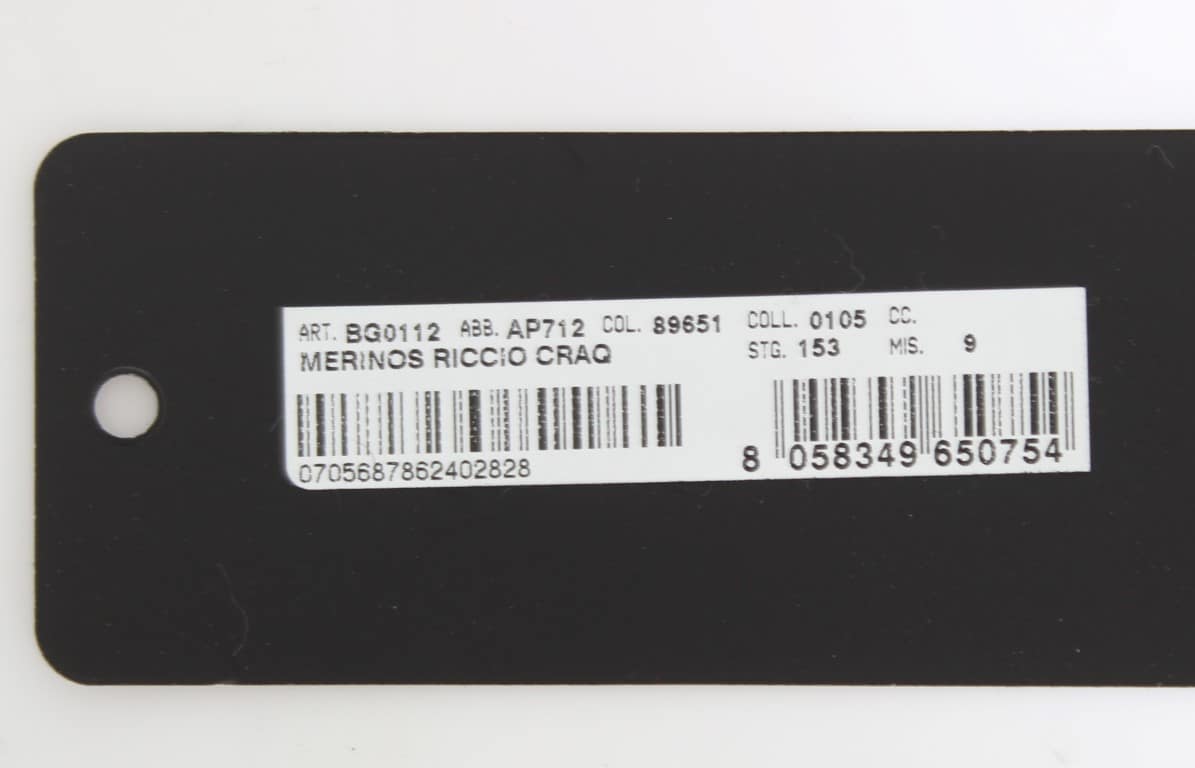 ART. BG0112 ABB. AP712 COL. 89651 COLL. 0105 CC.
MERINOS RICCIO CRAQ STG. 153 MIS. 9
0705687862402828
8 058349 650754